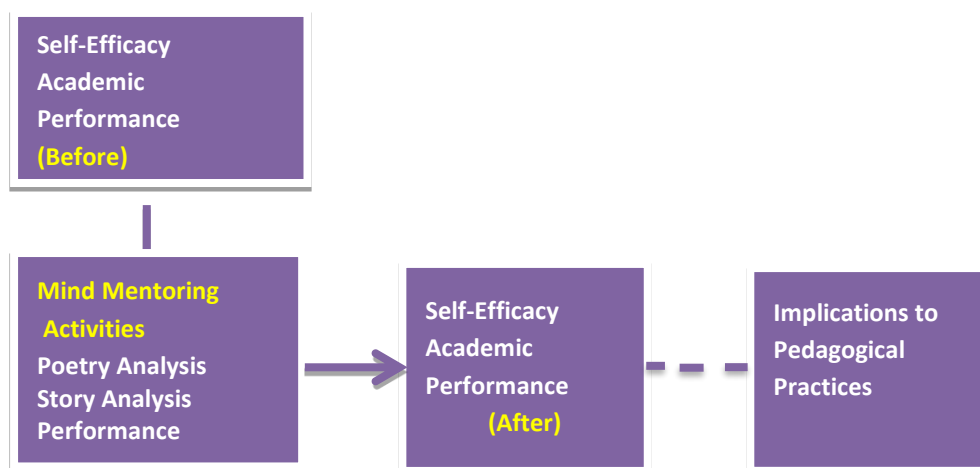 Self-Efficacy
Academic
Performance
(Before)
Mind Mentoring
Activities
Poetry Analysis
Story Analysis
Performance
Self-Efficacy
Academic
Performance
(After)
Implications to
Pedagogical
Practices